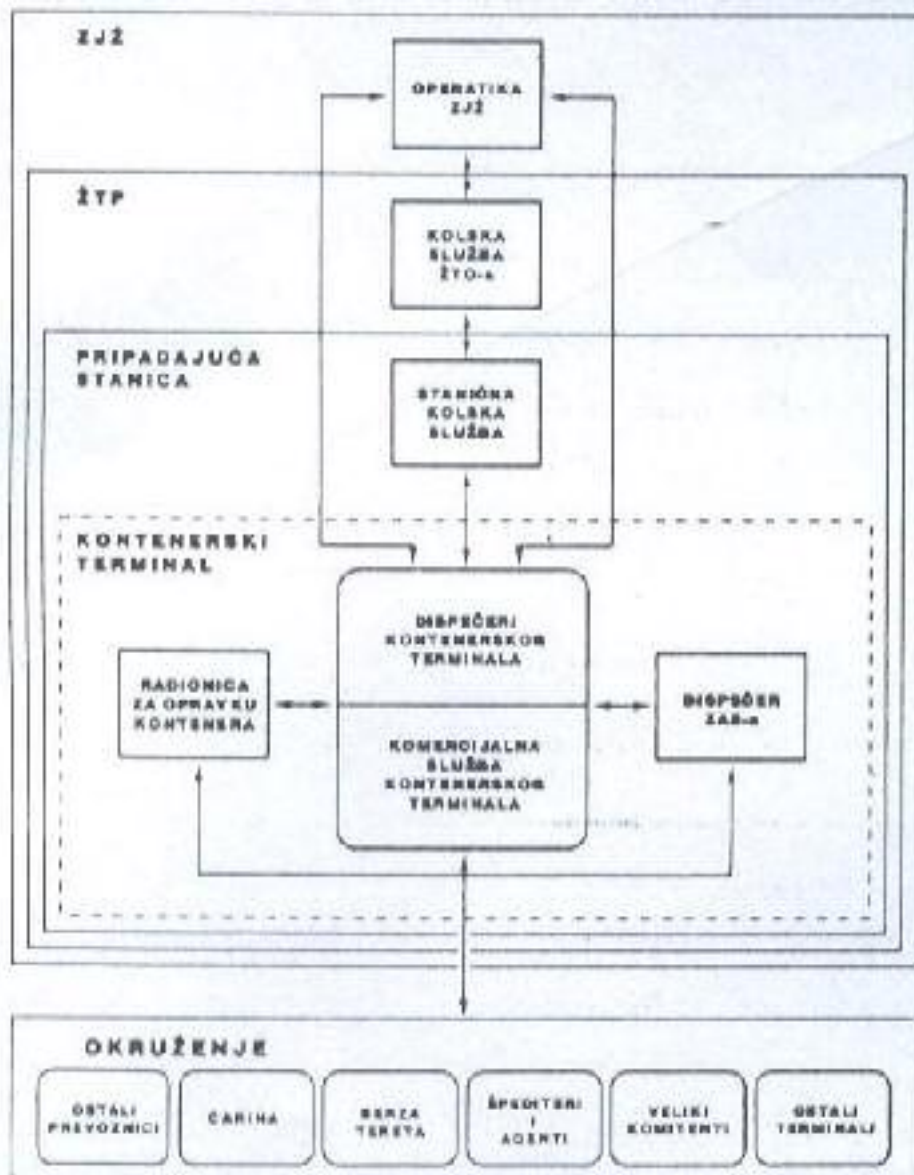 ZJŽ
OPERATIKA
ZJŽ
ŽTP
KOLSKA
SLUŽBA
ŽTO-a
PRIPADAJUĆA
STANICA
STANIČNA
KOLSKA
SLUŽBA
KONTENERSKI
TERMINAL
DISPEČERI
KONTENERSKOG
TERMINALA
RADIONICA
ZA OPRAVKU
KONTENERA
DISPEČER
KOMERCIJALNA
SLUŽBA
KONTENERSKOG
TERMINALA
OKRUŽENJE
OSTALI
PREVOZNICI
CARINA
BERZA
TERETA
ŠPEDITERI
I
AGENTI
VELIKI
KOMITENTI
OSTALI
TERMINALI